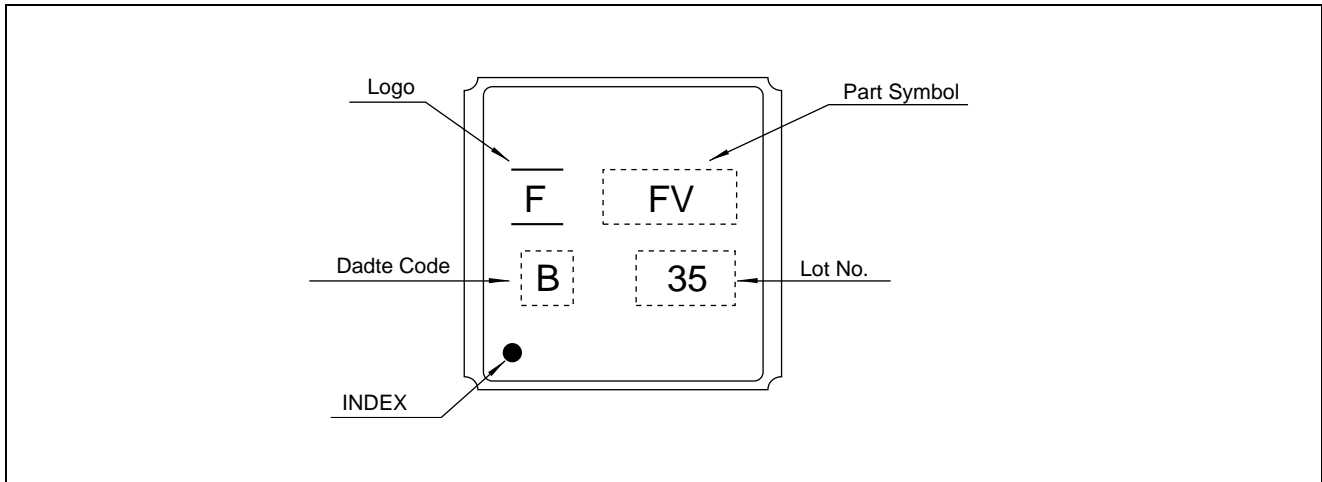 Logo
Part Symbol
F
FV
Dadte Code
B
35
Lot No.
INDEX